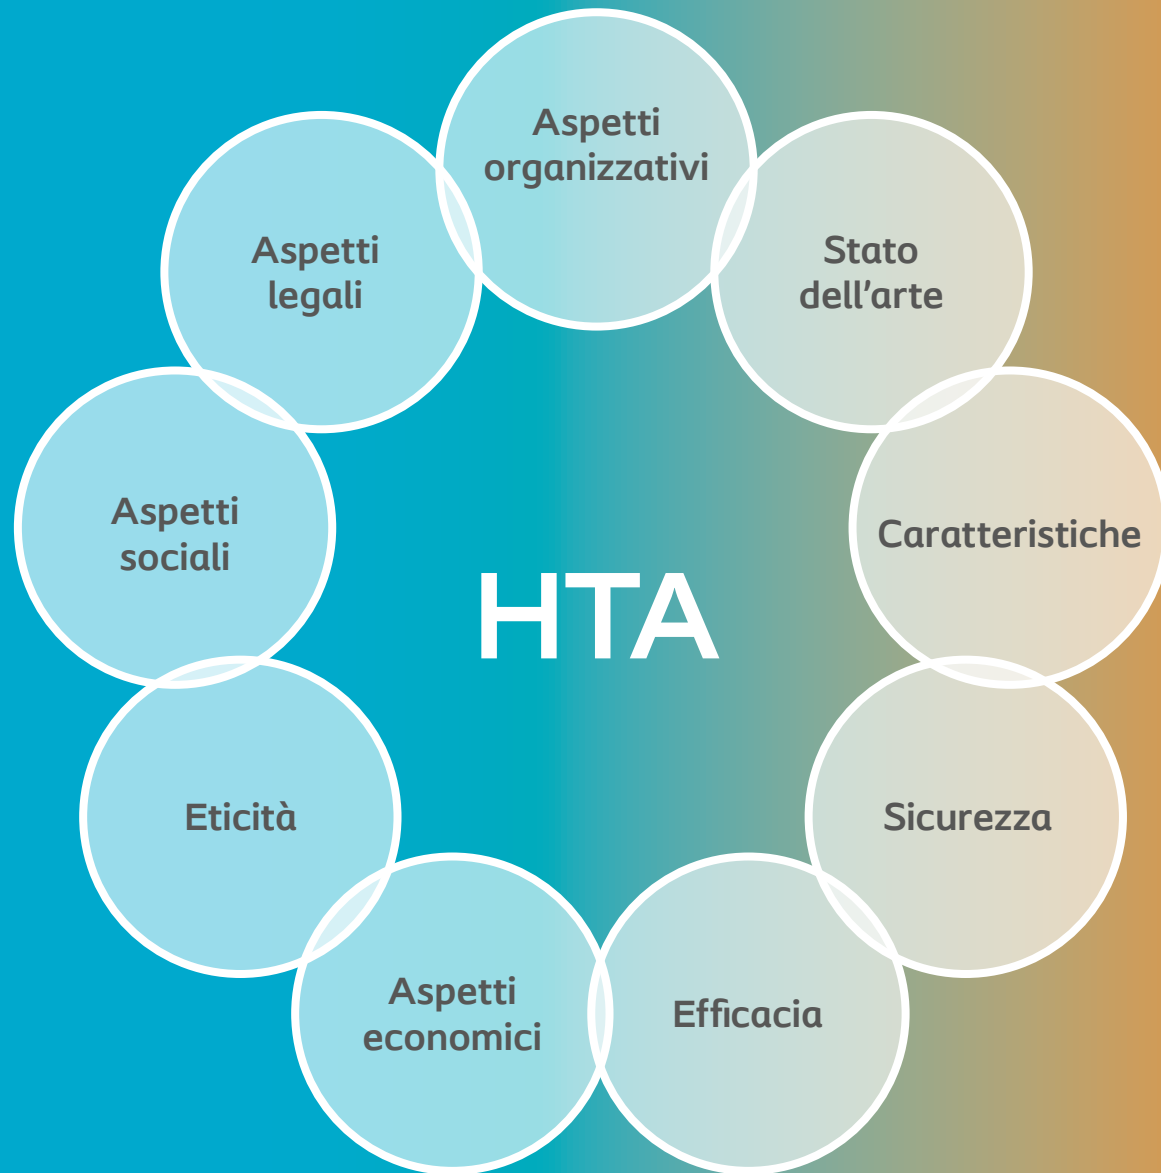 Aspetti
organizzativi
Stato
dell'arte
Caratteristiche
Sicurezza
Efficacia
Aspetti
economici
Eticità
Aspetti
sociali
Aspetti
legali
HTA